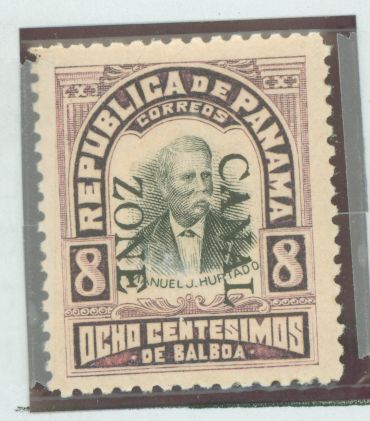 REPUBLICA DE PANAMA
CORREOS
CANAL
ZONE
MANUEL J. HURTADO
8 8
OCHO CENTESIMOS
DE BALBOA